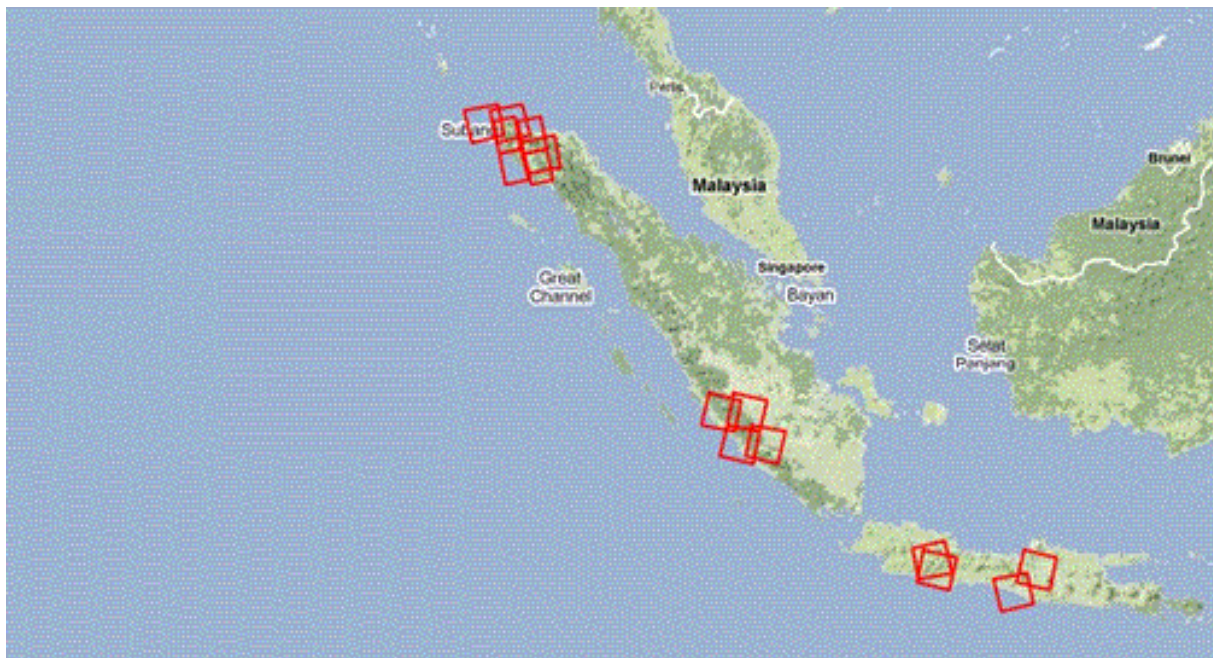 Perlis
Malaysia
Brunei
Malaysia
Singapore
Bayan
Great
Channel
Selat
Panjang